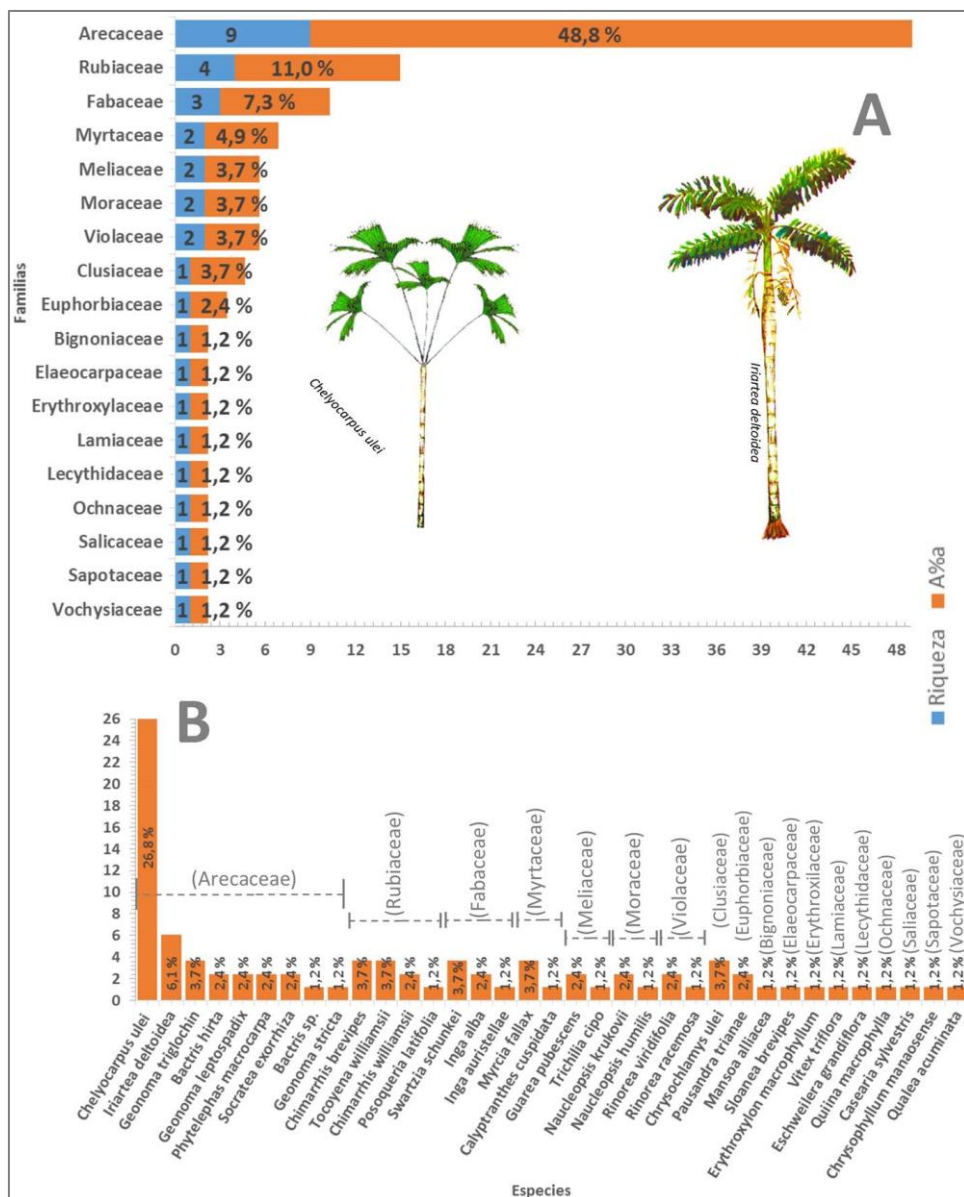 Familias
Arecaceae 9 48,8 %
Rubiaceae 4 11,0 %
Fabaceae 3 7,3 %
Myrtaceae 2 4,9 %
Meliaceae 2 3,7 %
Moraceae 2 3,7 %
Violaceae 2 3,7 %
Clusiaceae 1 3,7 %
Euphorbiaceae 1 2,4 %
Bignoniaceae 1 1,2 %
Elaeocarpaceae 1 1,2 %
Erythroxylaceae 1 1,2 %
Lamiaceae 1 1,2 %
Lecythidaceae 1 1,2 %
Ochnaceae 1 1,2 %
Salicaceae 1 1,2 %
Sapotaceae 1 1,2 %
Vochysiaceae 1 1,2 %
0 3 6 9 12 15 18 21 24 27 30 33 36 39 42 45 48
A
Chelyocarpus ulei
Iriartea deltoidea
Riqueza
A%a
B
26
24
22
20
18
16
14
12
10
8
6
4
2
0
(Arecaceae)
(Rubiaceae)
(Fabaceae)
(Myrtaceae)
(Meliaceae)
(Moraceae)
(Violaceae)
(Clusiaceae)
(Euphorbiaceae)
(Bignoniaceae)
(Elaeocarpaceae)
(Erythroxilaceae)
(Lamiaceae)
(Lecythidaceae)
(Ochnaceae)
(Saliaceae)
(Sapotaceae)
(Vochysiaceae)
26,8%
6,1%
3,7%
2,4%
2,4%
2,4%
2,4%
1,2%
1,2%
3,7%
3,7%
2,4%
1,2%
3,7%
2,4%
1,2%
3,7%
1,2%
2,4%
1,2%
2,4%
1,2%
2,4%
1,2%
3,7%
2,4%
1,2%
1,2%
1,2%
1,2%
1,2%
1,2%
1,2%
1,2%
1,2%
Chelyocarpus ulei
Iriartea deltoidea
Geonoma triglochin
Bactris hirta
Geonoma leptospadix
Phytelephas macrocarpa
Socratea exorrhiza
Bactris sp.
Geonoma stricta
Chimarrhis brevipes
Tocoyena williamsii
Chimarrhis williamsii
Posoqueria latifolia
Swartzia schunkei
Inga alba
Inga auristellae
Myrcia fallax
Calyptranthes cuspidata
Guarea pubescens
Trichilia cipo
Naucleopsis krukovii
Naucleopsis humilis
Rinorea viridifolia
Rinorea racemosa
Chrysochlamys ulei
Pausandra trianae
Mansoa alliacea
Sloanea brevipes
Erythroxylon macrophyllum
Vitex triflora
Eschweilera grandiflora
Quiina macrophylla
Casearia sylvestris
Chrysophyllum manaosense
Qualea acuminata
Especies